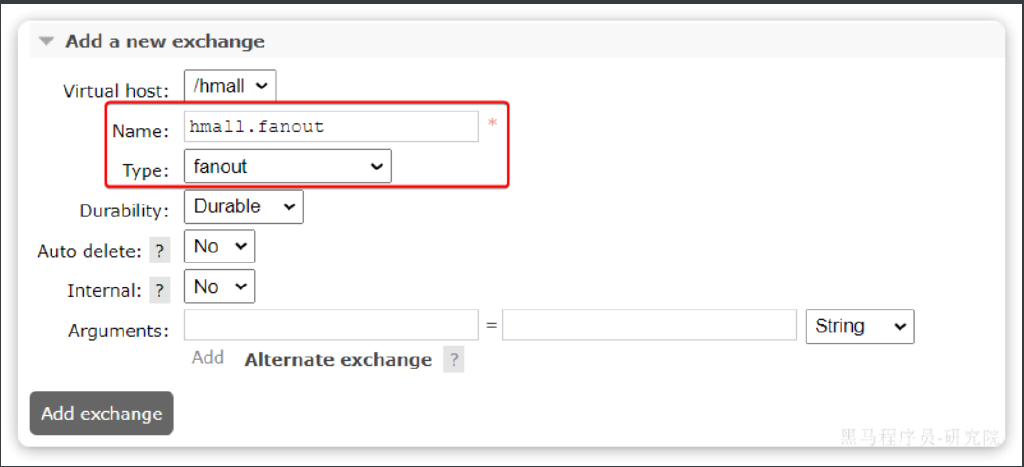 Add a new exchange
Virtual host: /hmall
Name: hmall.fanout *
Type: fanout
Durability: Durable
Auto delete: ? No
Internal: ? No
Arguments: = String
Add Alternate exchange ?
Add exchange
黑马程序员-研究院